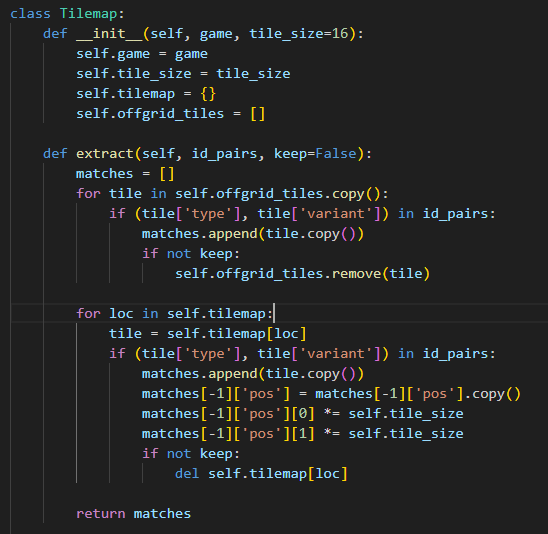 class Tilemap:
    def __init__(self, game, tile_size=16):
        self.game = game
        self.tile_size = tile_size
        self.tilemap = {}
        self.offgrid_tiles = []

    def extract(self, id_pairs, keep=False):
        matches = []
        for tile in self.offgrid_tiles.copy():
            if (tile['type'], tile['variant']) in id_pairs:
                matches.append(tile.copy())
                if not keep:
                    self.offgrid_tiles.remove(tile)

        for loc in self.tilemap:
            tile = self.tilemap[loc]
            if (tile['type'], tile['variant']) in id_pairs:
                matches.append(tile.copy())
                matches[-1]['pos'] = matches[-1]['pos'].copy()
                matches[-1]['pos'][0] *= self.tile_size
                matches[-1]['pos'][1] *= self.tile_size
                if not keep:
                    del self.tilemap[loc]

        return matches